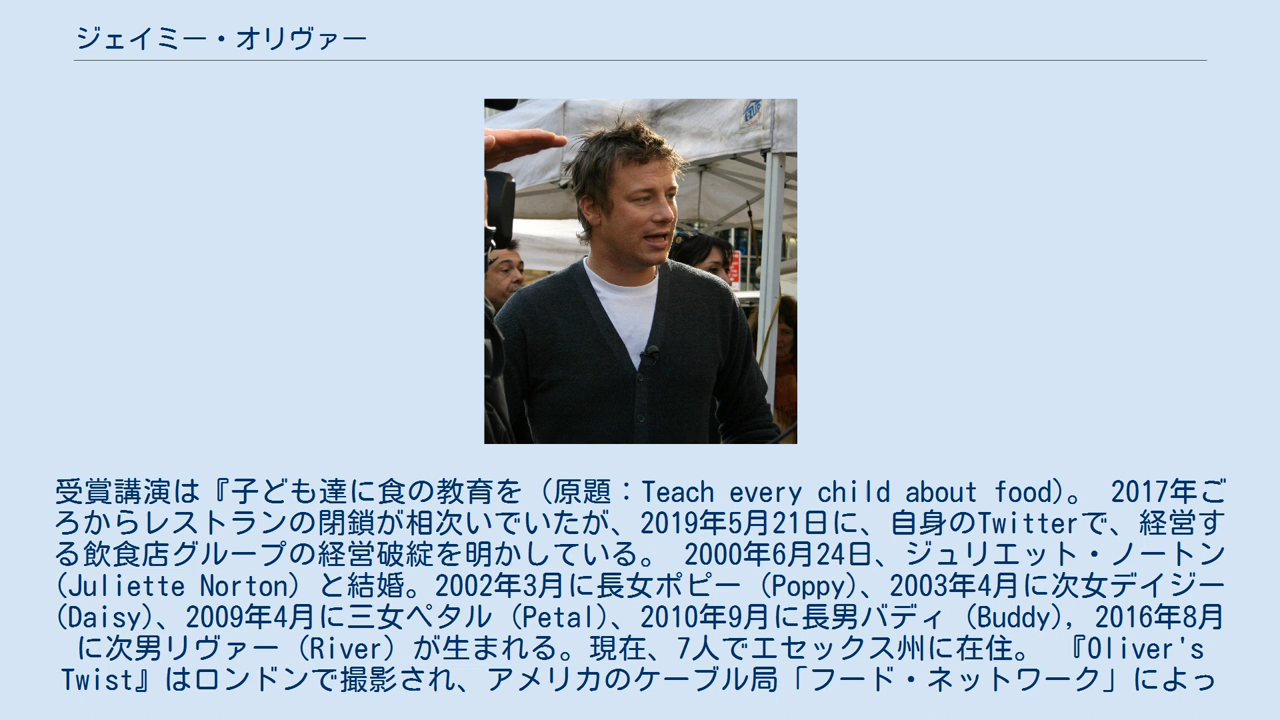 ジェイミー・オリヴァー
受賞講演は『子ども達に食の教育を（原題：Teach every child about food)。 2017年ご
ろからレストランの閉鎖が相次いでいたが、2019年5月21日に、自身のTwitterで、経営す
る飲食店グループの経営破綻を明かしている。 2000年6月24日、ジュリエット・ノートン
(Juliette Norton）と結婚。2002年3月に長女ポピー（Poppy)、2003年4月に次女デイジー
(Daisy)、2009年4月に三女ペタル（Petal)、2010年9月に長男バディ（Buddy)，2016年8月
に次男リヴァー（River）が生まれる。現在、7人でエセックス州に在住。 『Oliver's
Twist』はロンドンで撮影され、アメリカのケーブル局「フード・ネットワーク」によっ